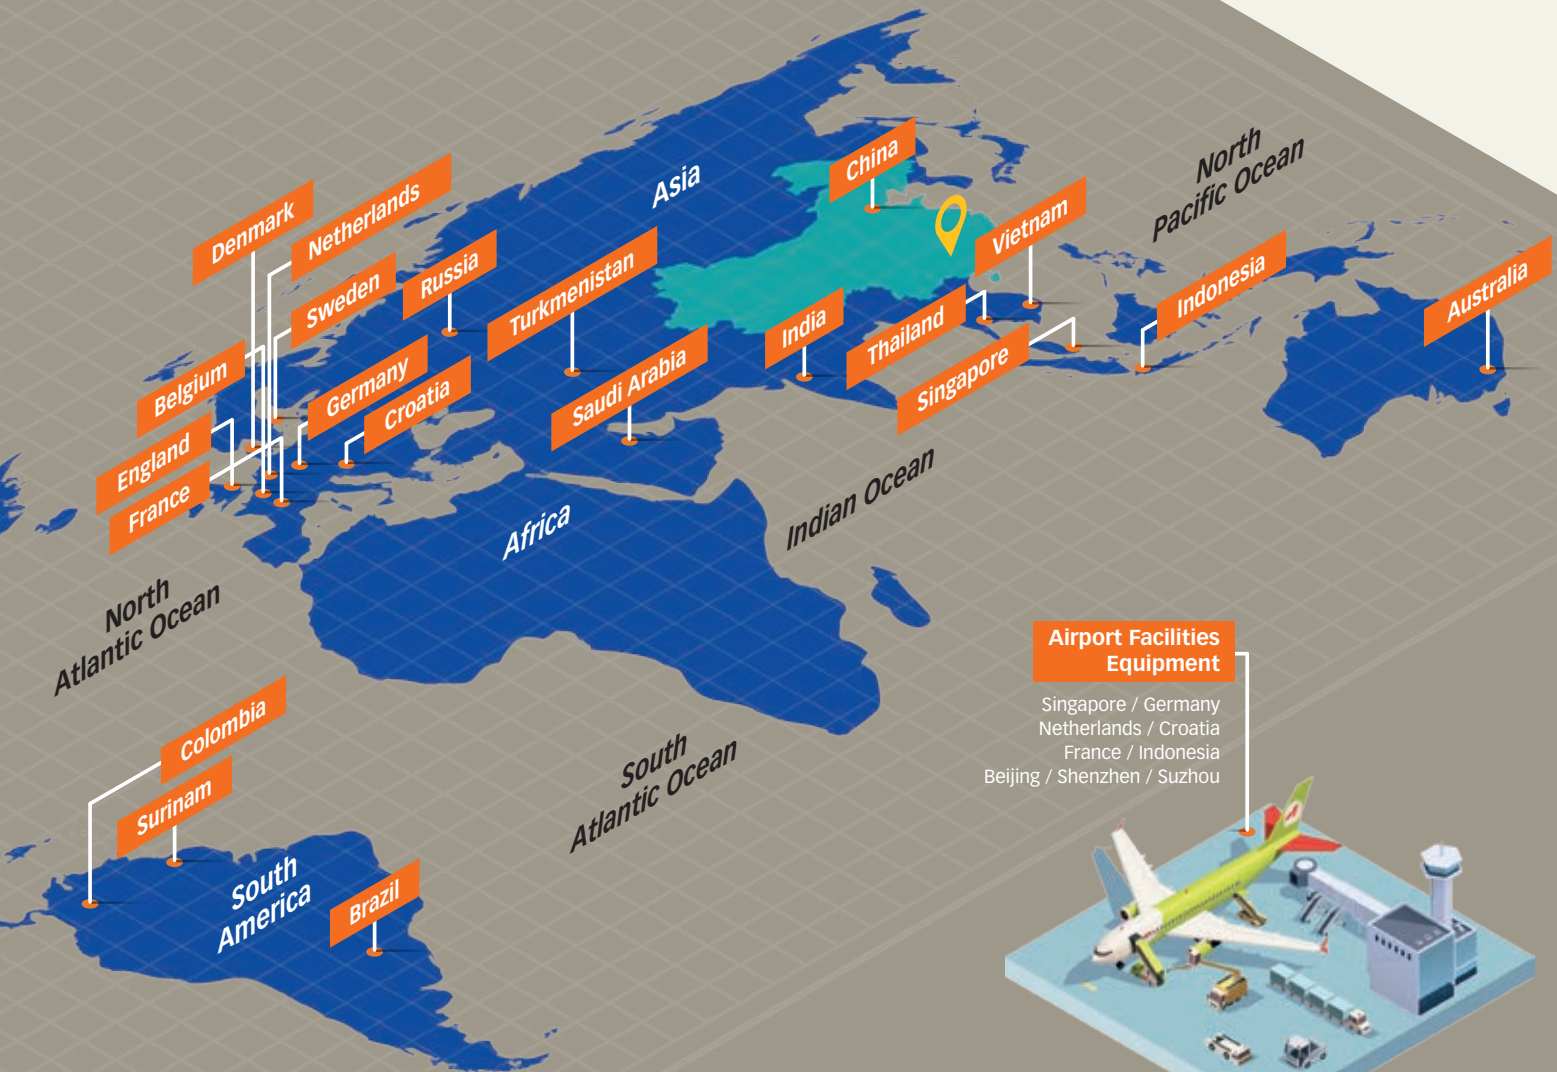 Asia
China
North
Pacific Ocean
Denmark
Netherlands
Vietnam
Sweden
Russia
Turkmenistan
Indonesia
Australia
Belgium
Germany
Croatia
Saudi Arabia
India
Thailand
Singapore
England
France
Africa
Indian Ocean
North
Atlantic Ocean
South
Atlantic Ocean
Colombia
Surinam
South
America
Brazil
Airport Facilities
Equipment
Singapore / Germany
Netherlands / Croatia
France / Indonesia
Beijing / Shenzhen / Suzhou